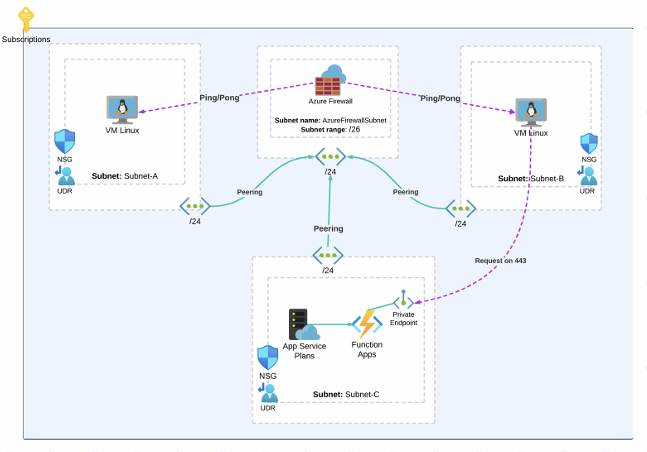 Subscriptions
VM Linux
NSG
UDR
Subnet: Subnet-A
/24
Ping/Pong
Azure Firewall
Subnet name: AzureFirewallSubnet
Subnet range: /26
/24
Ping/Pong
VM Linux
NSG
UDR
Subnet: Subnet-B
/24
Peering
Peering
Peering
Request on 443
/24
App Service
Plans
Function
Apps
Private
Endpoint
NSG
UDR
Subnet: Subnet-C